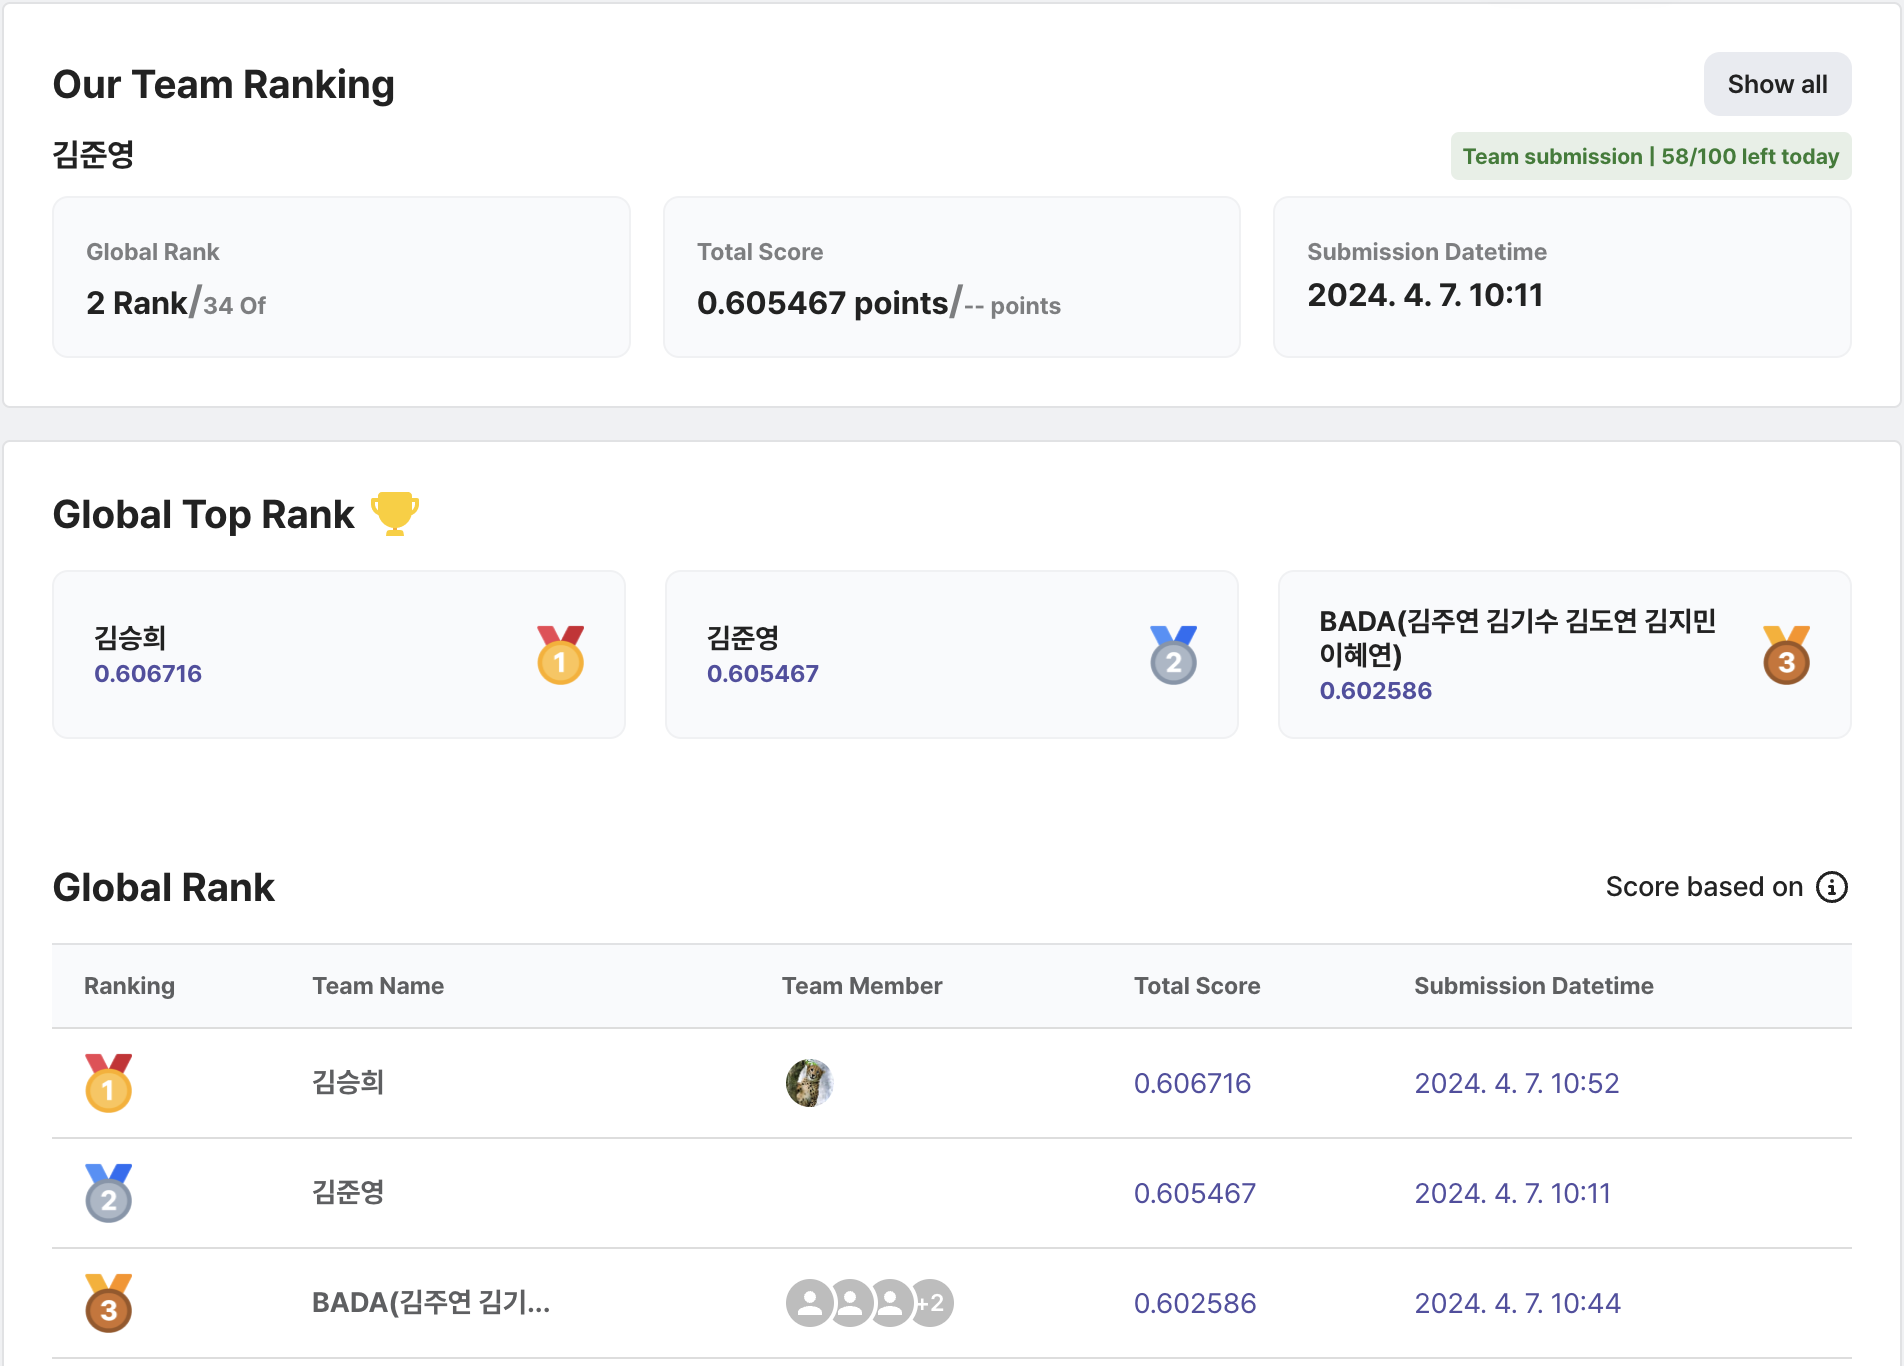 Our Team Ranking
Show all
김준영
Team submission | 58/100 left today
Global Rank
2 Rank/34 Of
Total Score
0.605467 points/-- points
Submission Datetime
2024. 4. 7. 10:11
Global Top Rank
김승희
0.606716
1
김준영
0.605467
2
BADA(김주연 김기수 김도연 김지민
이혜연)
0.602586
3
Global Rank
Score based on
Ranking Team Name Team Member Total Score Submission Datetime
1 김승희 0.606716 2024. 4. 7. 10:52
2 김준영 0.605467 2024. 4. 7. 10:11
3 BADA(김주연 김기... +2 0.602586 2024. 4. 7. 10:44